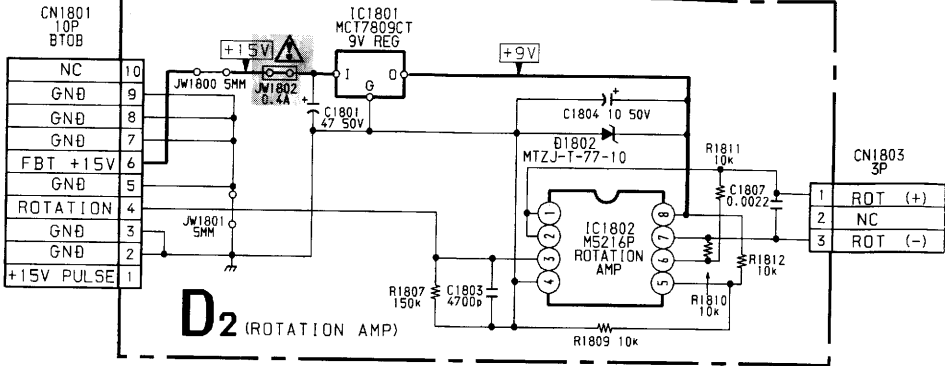 CN1801
10P
BTOB
NC 10
GND 9
GND 8
GND 7
FBT +15V 6
GND 5
ROTATION 4
GND 3
GND 2
+15V PULSE 1
JW1800 5MM
+15V
JW1802
0.4A
IC1801
MCT7809CT
9V REG
I
O
G
+
C1801
47 50V
+9V
+
C1804 10 50V
D1802
MTZJ-T-77-10
JW1801
5MM
R1811
10k
C1807
0.0022
CN1803
3P
1 ROT (+)
2 NC
3 ROT (-)
1
2
3
4
IC1802
M5216P
ROTATION
AMP
8
7
6
5
R1812
10k
R1810
10k
R1807
150k
C1803
4700p
R1809 10k
D2 (ROTATION AMP)